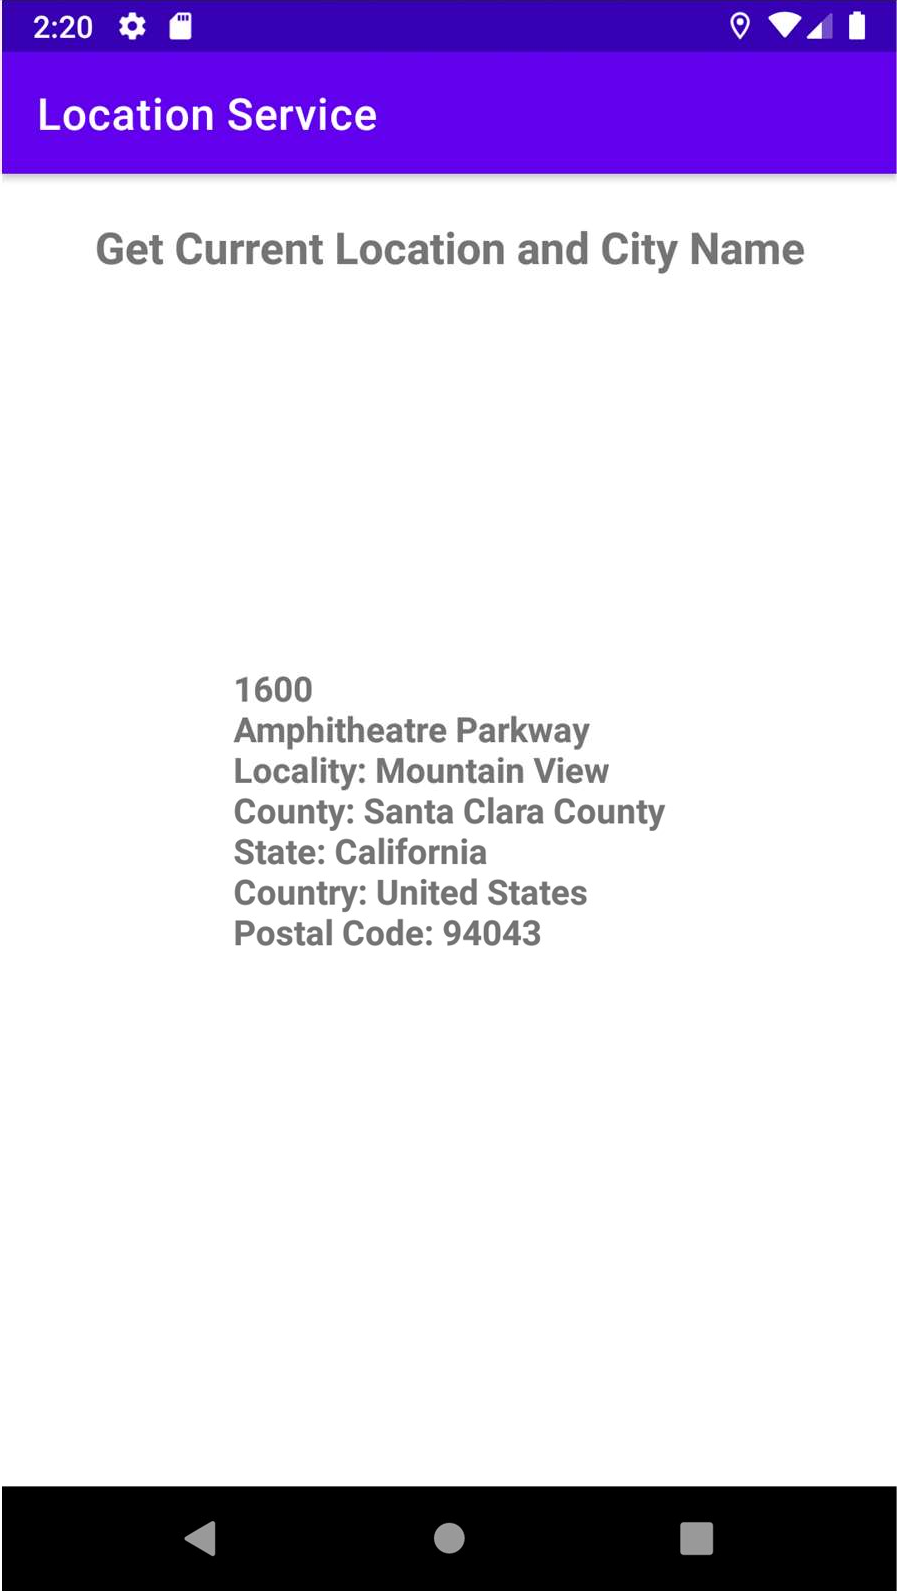 2:20
Location Service
Get Current Location and City Name
1600
Amphitheatre Parkway
Locality: Mountain View
County: Santa Clara County
State: California
Country: United States
Postal Code: 94043